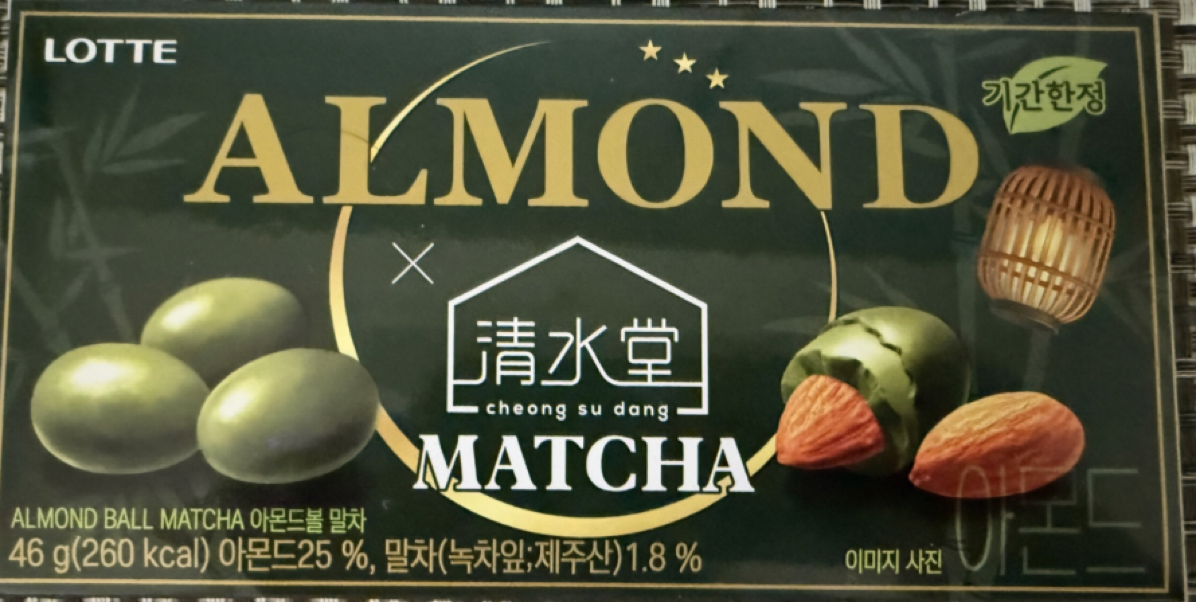 LOTTE
ALMOND
기간한정
×
清水堂
cheong su dang
MATCHA
ALMOND BALL MATCHA 아몬드볼 말차
46 g(260 kcal) 아몬드25 %, 말차(녹차잎;제주산)1.8 %
이미지 사진
아몬드